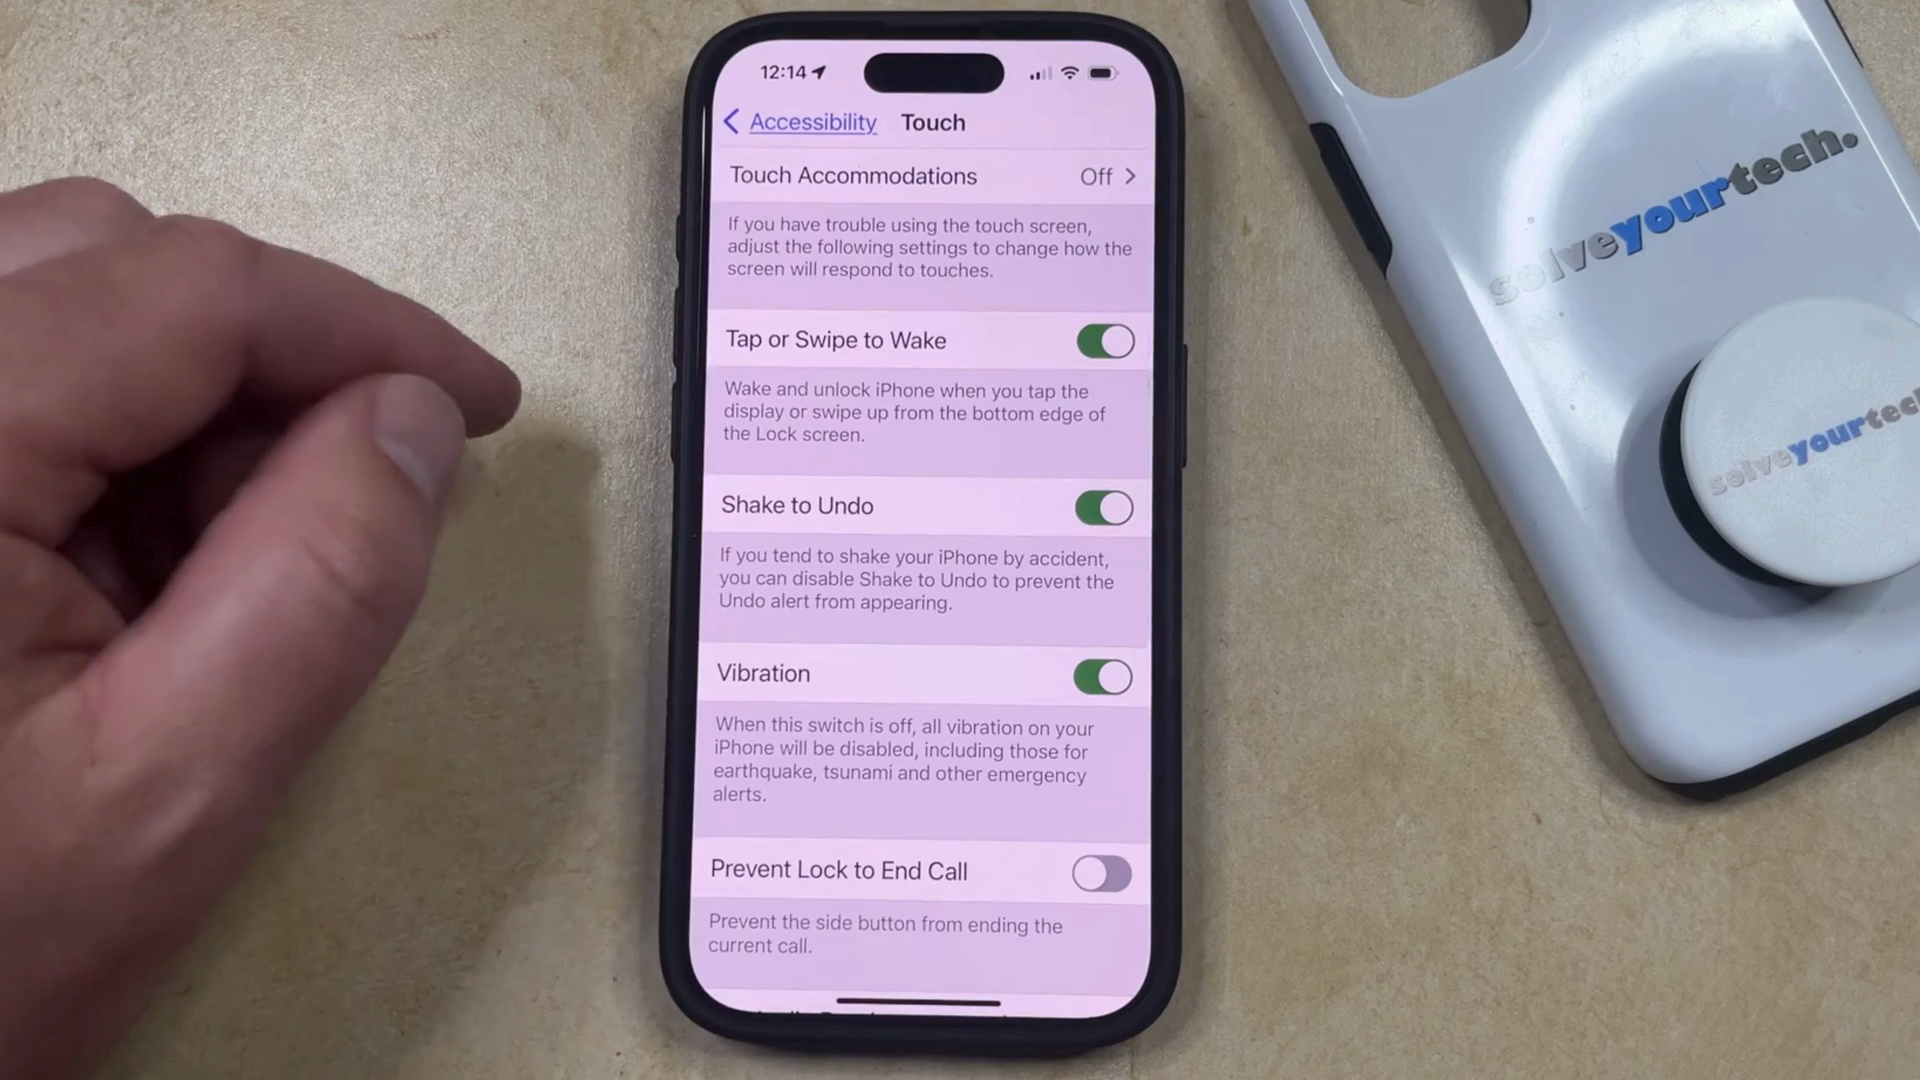 12:14
Accessibility Touch
Touch Accommodations Off
If you have trouble using the touch screen,
adjust the following settings to change how the
screen will respond to touches.
Tap or Swipe to Wake
Wake and unlock iPhone when you tap the
display or swipe up from the bottom edge of
the Lock screen.
Shake to Undo
If you tend to shake your iPhone by accident,
you can disable Shake to Undo to prevent the
Undo alert from appearing.
Vibration
When this switch is off, all vibration on your
iPhone will be disabled, including those for
earthquake, tsunami and other emergency
alerts.
Prevent Lock to End Call
Prevent the side button from ending the
current call.
solveyourtech.
solveyourtech